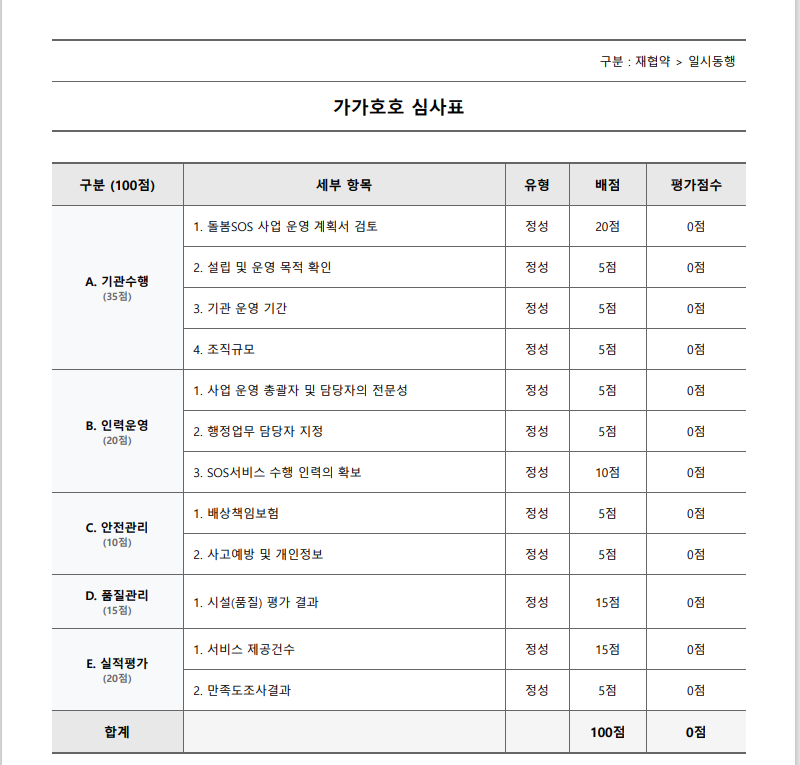 구분 : 재협약 > 일시동행
가가호호 심사표
구분 (100점) 세부 항목 유형 배점 평가점수
A. 기관수행
(35점)
1. 돌봄SOS 사업 운영 계획서 검토 정성 20점 0점
2. 설립 및 운영 목적 확인 정성 5점 0점
3. 기관 운영 기간 정성 5점 0점
4. 조직규모 정성 5점 0점
B. 인력운영
(20점)
1. 사업 운영 총괄자 및 담당자의 전문성 정성 5점 0점
2. 행정업무 담당자 지정 정성 5점 0점
3. SOS서비스 수행 인력의 확보 정성 10점 0점
C. 안전관리
(10점)
1. 배상책임보험 정성 5점 0점
2. 사고예방 및 개인정보 정성 5점 0점
D. 품질관리
(15점)
1. 시설(품질) 평가 결과 정성 15점 0점
E. 실적평가
(20점)
1. 서비스 제공건수 정성 15점 0점
2. 만족도조사결과 정성 5점 0점
합계 100점 0점